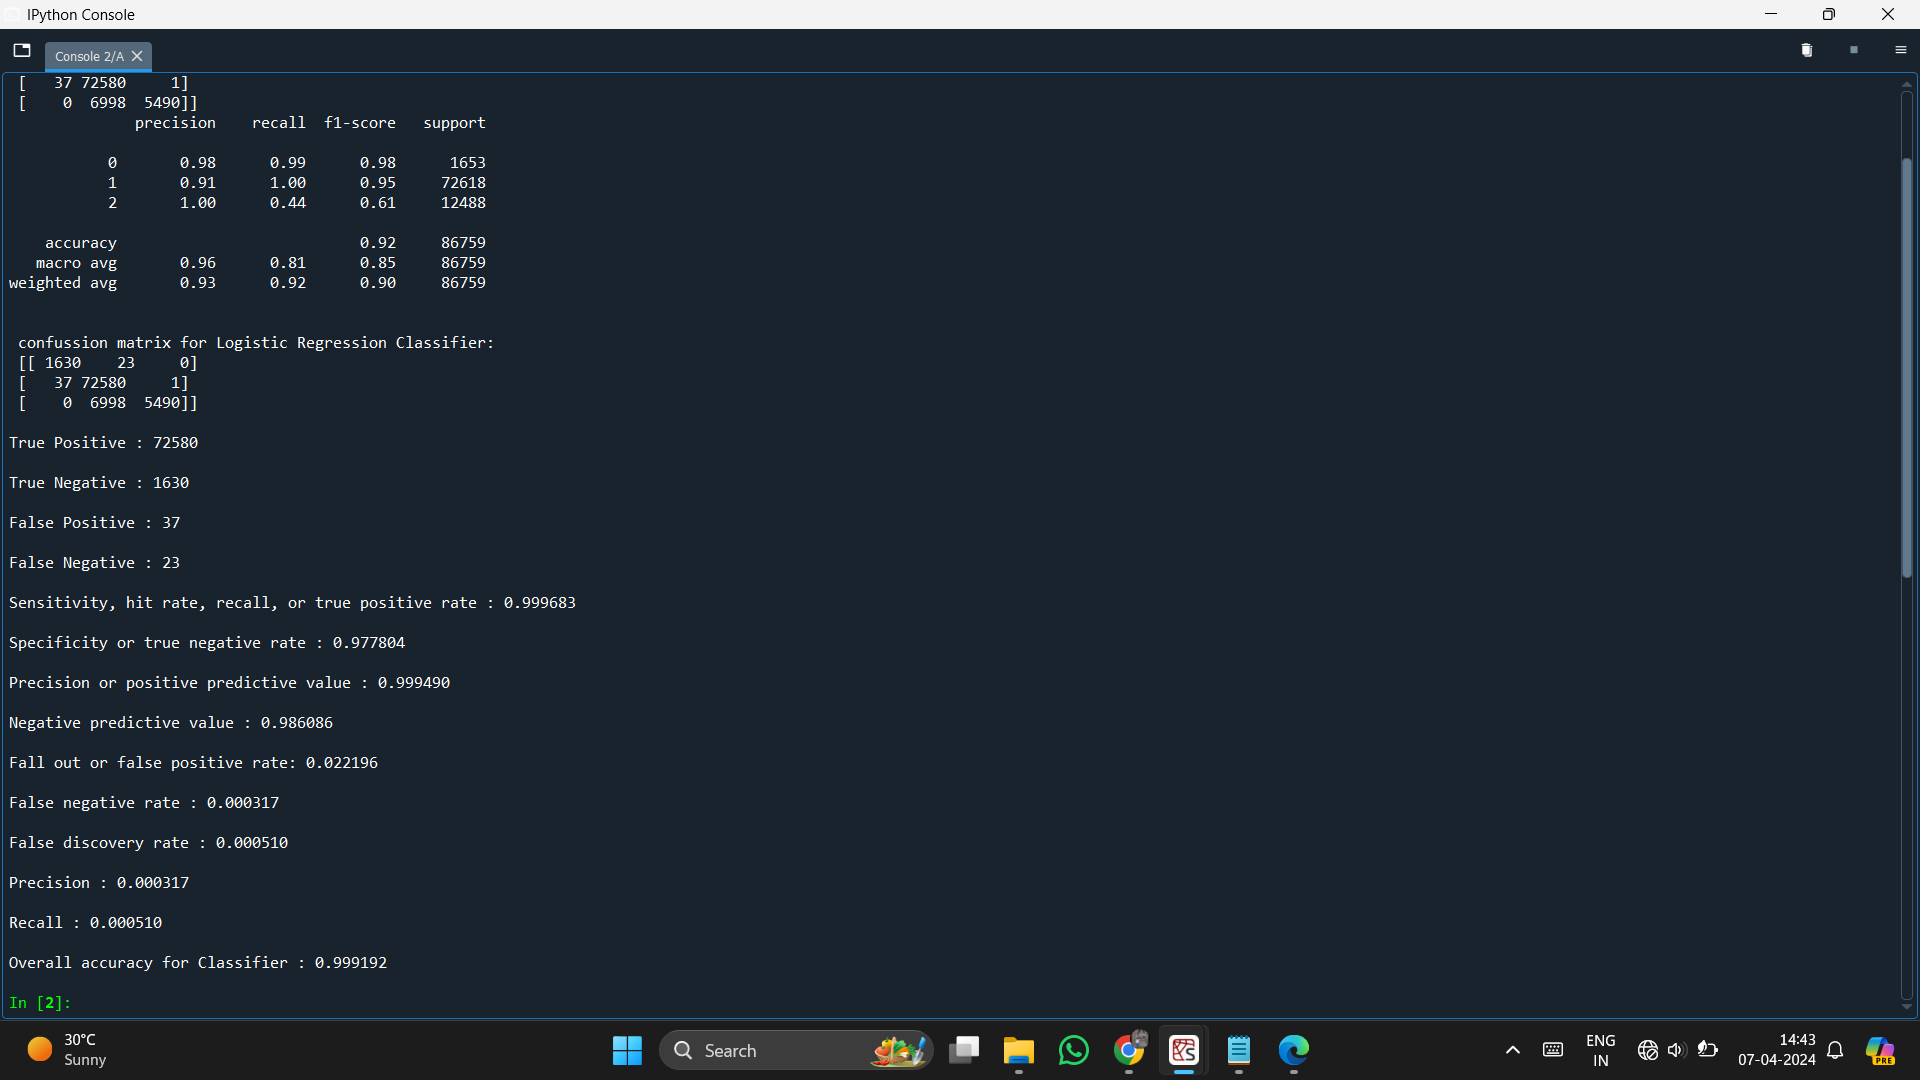 IPython Console
Console 2/A
[   37 72580     1]
[    0  6998  5490]]
              precision    recall  f1-score   support

           0       0.98      0.99      0.98      1653
           1       0.91      1.00      0.95     72618
           2       1.00      0.44      0.61     12488

    accuracy                           0.92     86759
   macro avg       0.96      0.81      0.85     86759
weighted avg       0.93      0.92      0.90     86759

confussion matrix for Logistic Regression Classifier:
[[ 1630    23     0]
[   37 72580     1]
[    0  6998  5490]]
True Positive : 72580
True Negative : 1630
False Positive : 37
False Negative : 23
Sensitivity, hit rate, recall, or true positive rate : 0.999683
Specificity or true negative rate : 0.977804
Precision or positive predictive value : 0.999490
Negative predictive value : 0.986086
Fall out or false positive rate: 0.022196
False negative rate : 0.000317
False discovery rate : 0.000510
Precision : 0.000317
Recall : 0.000510
Overall accuracy for Classifier : 0.999192
In [2]:
30°C
Sunny
Search
ENG
IN
14:43
07-04-2024
PRE